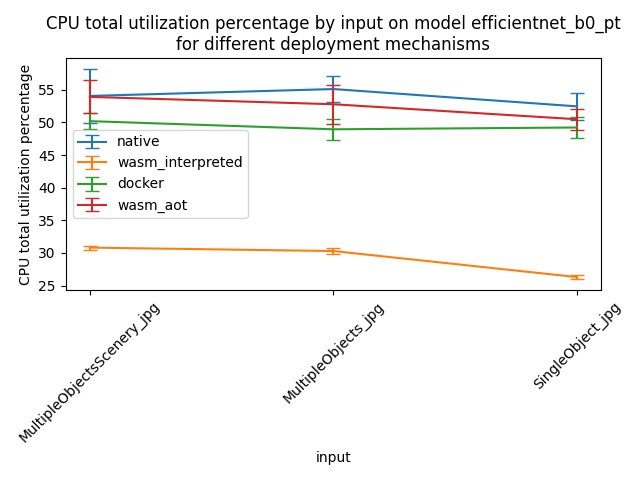 CPU total utilization percentage by input on model efficientnet_b0_pt
for different deployment mechanisms
CPU total utilization percentage
55
50
45
40
35
30
25
native
wasm_interpreted
docker
wasm_aot
MultipleObjectsScenery_jpg
MultipleObjects_jpg
SingleObject_jpg
input